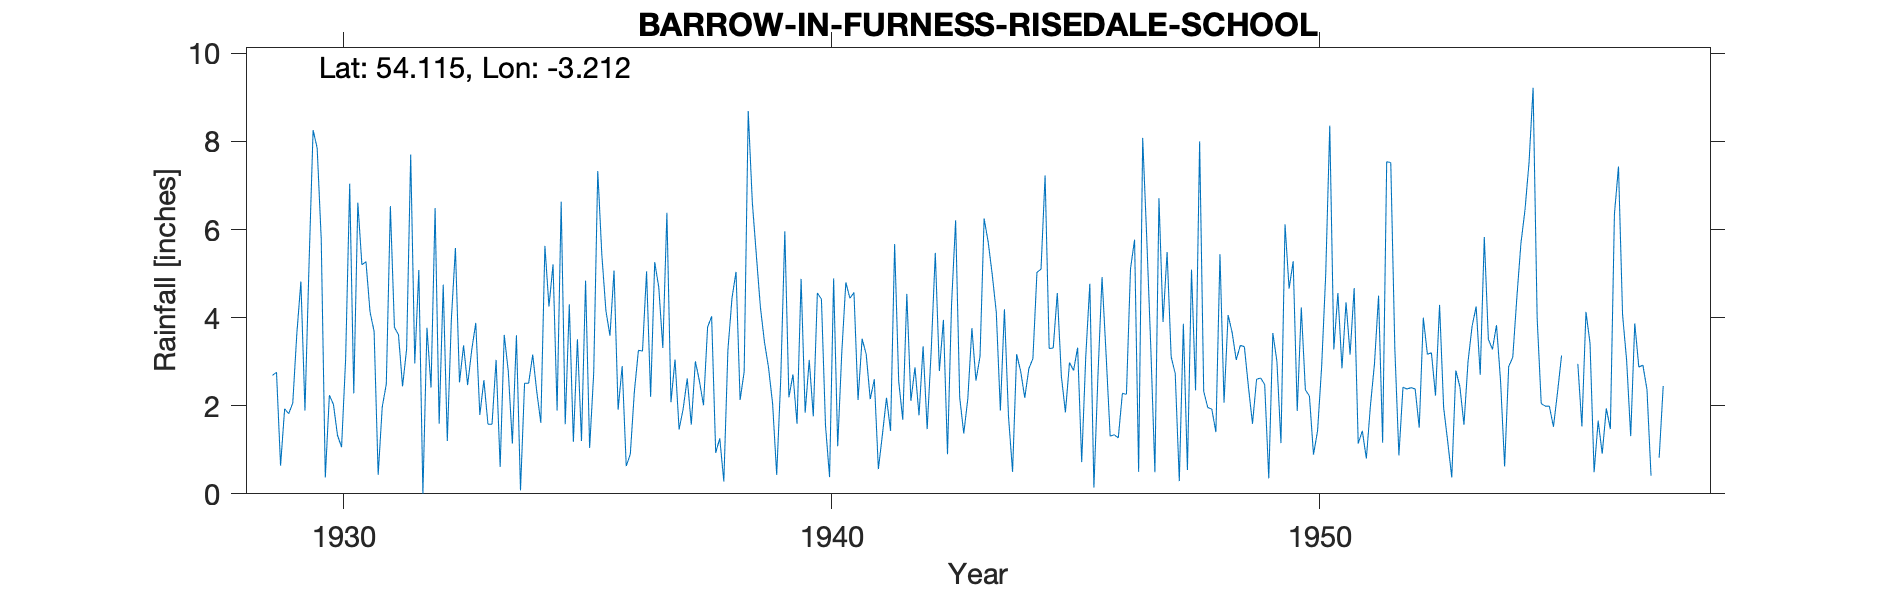 BARROW-IN-FURNESS-RISEDALE-SCHOOL
Lat: 54.115, Lon: -3.212
10
8
6
4
2
0
Rainfall [inches]
1930 1940 1950
Year